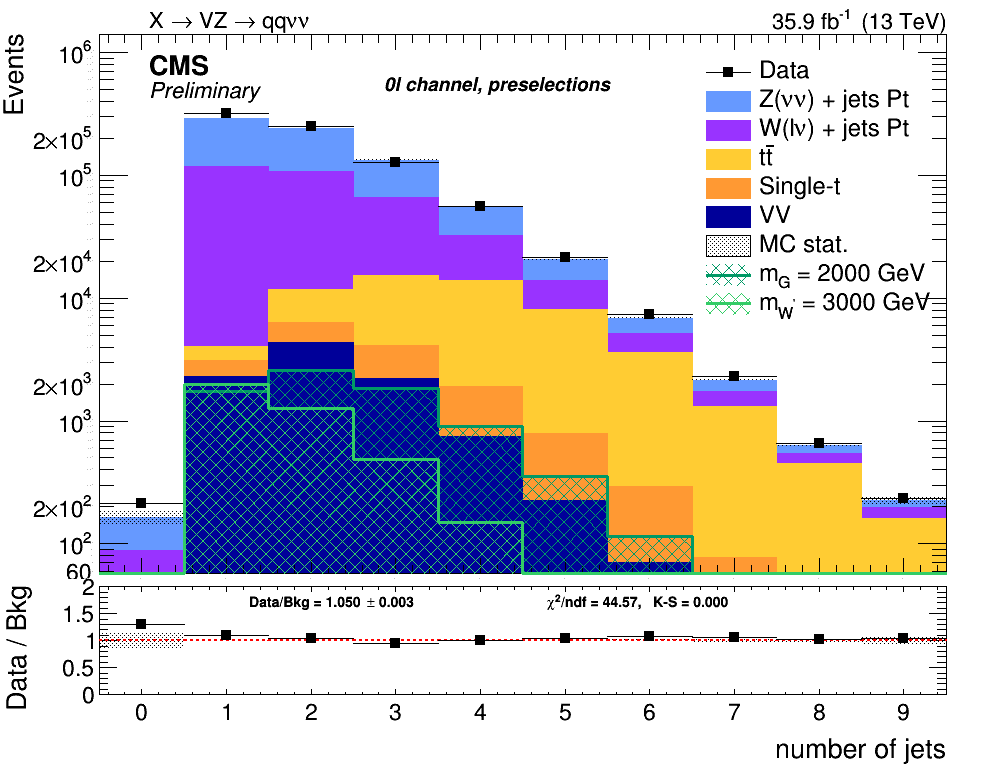 X → VZ → qqνν
35.9 fb⁻¹ (13 TeV)
Events
CMS
Preliminary
0l channel, preselections
Data
Z(νν) + jets Pt
W(lν) + jets Pt
tt̄
Single-t
VV
MC stat.
m_G = 2000 GeV
m_W' = 3000 GeV
10⁶
2×10⁵
10⁵
2×10⁴
10⁴
2×10³
10³
2×10²
10²
60
Data / Bkg
2
1.5
1
0.5
0
Data/Bkg = 1.050 ± 0.003
χ²/ndf = 44.57, K-S = 0.000
0 1 2 3 4 5 6 7 8 9
number of jets